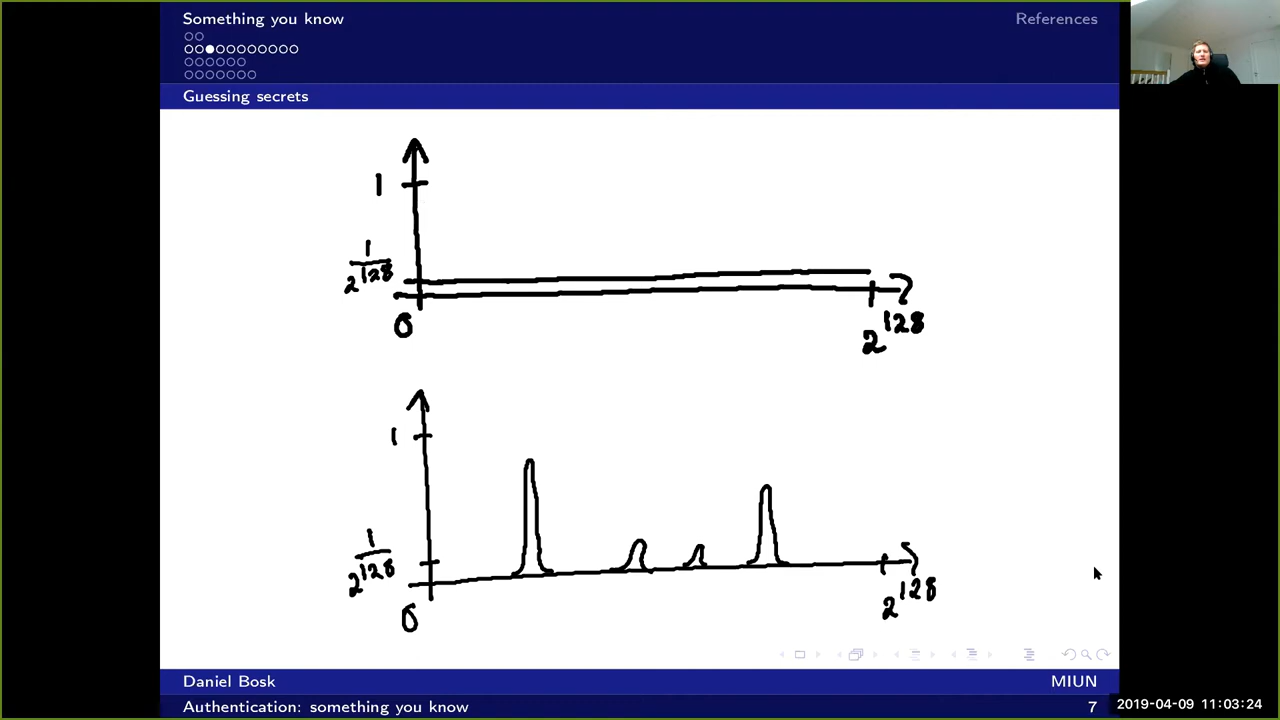 Something you know
References
Guessing secrets
1
1
2^128
0
2^128
1
1
2^128
0
2^128
Daniel Bosk
MIUN
Authentication: something you know
7
2019-04-09 11:03:24